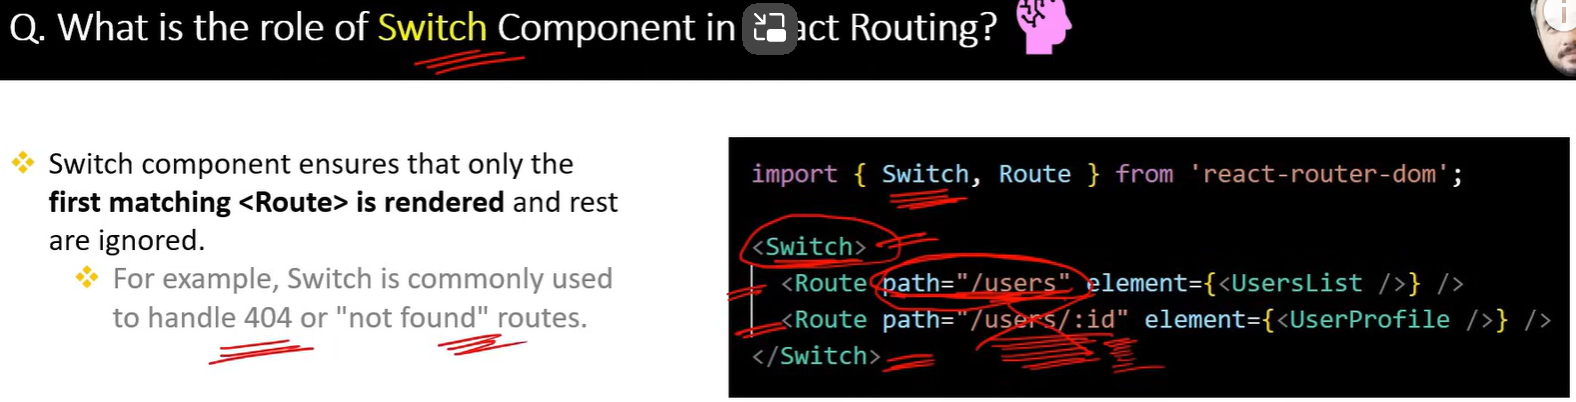 Q. What is the role of Switch Component in act Routing?
Switch component ensures that only the
first matching <Route> is rendered and rest
are ignored.
For example, Switch is commonly used
to handle 404 or "not found" routes.
import { Switch, Route } from 'react-router-dom';
<Switch>
<Route path="/users" element={<UsersList />} />
<Route path="/users/:id" element={<UserProfile />} />
</Switch>